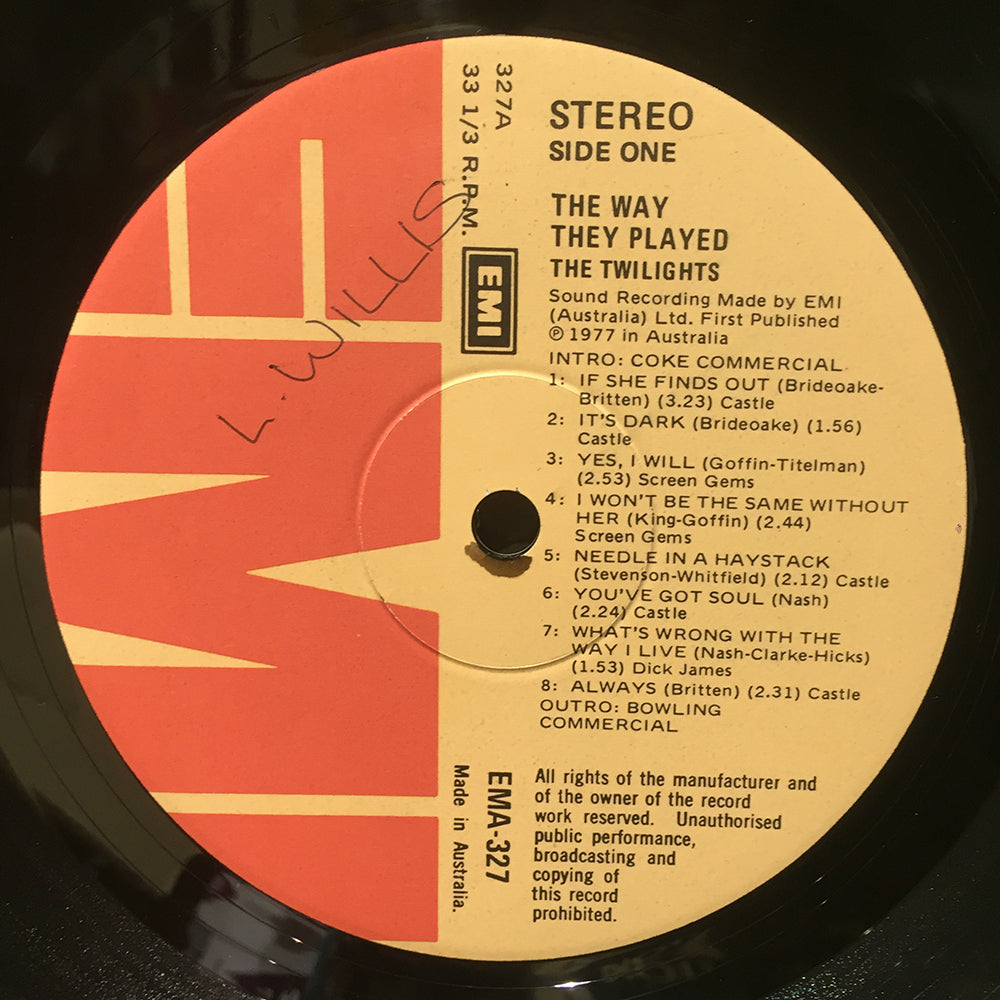 327A
33 1/3 R.P.M.
EMI
L. WILLIS
STEREO
SIDE ONE
THE WAY
THEY PLAYED
THE TWILIGHTS
Sound Recording Made by EMI
(Australia) Ltd. First Published
℗ 1977 in Australia
INTRO: COKE COMMERCIAL
1: IF SHE FINDS OUT (Brideoake-
Britten) (3.23) Castle
2: IT'S DARK (Brideoake) (1.56)
Castle
3: YES, I WILL (Goffin-Titelman)
(2.53) Screen Gems
4: I WON'T BE THE SAME WITHOUT
HER (King-Goffin) (2.44)
Screen Gems
5: NEEDLE IN A HAYSTACK
(Stevenson-Whitfield) (2.12) Castle
6: YOU'VE GOT SOUL (Nash)
(2.24) Castle
7: WHAT'S WRONG WITH THE
WAY I LIVE (Nash-Clarke-Hicks)
(1.53) Dick James
8: ALWAYS (Britten) (2.31) Castle
OUTRO: BOWLING
COMMERCIAL
EMA-327
Made in Australia.
All rights of the manufacturer and
of the owner of the record
work reserved. Unauthorised
public performance,
broadcasting and
copying of
this record
prohibited.
EMI